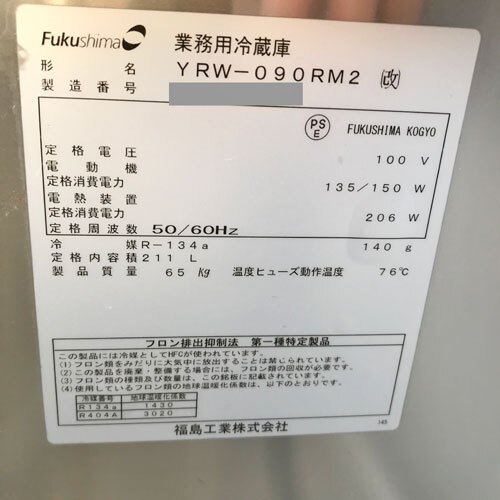 Fukushima 業務用冷蔵庫
形名 YRW-090RM2 改
製造番号
PSE FUKUSHIMA KOGYO
定格電圧 100 V
電動機
定格消費電力 135/150 W
電熱装置
定格消費電力 206 W
定格周波数 50/60Hz
冷媒 R-134a 140 g
定格内容積 211 L
製品質量 65 Kg 温度ヒューズ動作温度 76℃
フロン排出抑制法 第一種特定製品
この製品には冷媒としてHFCが使われています。
(1) フロン類をみだりに大気中に放出することは禁じられています。
(2) この製品を廃棄・整備する場合には、フロン類の回収が必要です。
(3) フロン類の種類及び数量は、この銘板に記載されています。
(4) 使用しているフロン類の地球温暖化係数は、以下のとおりです。
冷媒番号 地球温暖化係数
R134a 1430
R404A 3020
福島工業株式会社 145